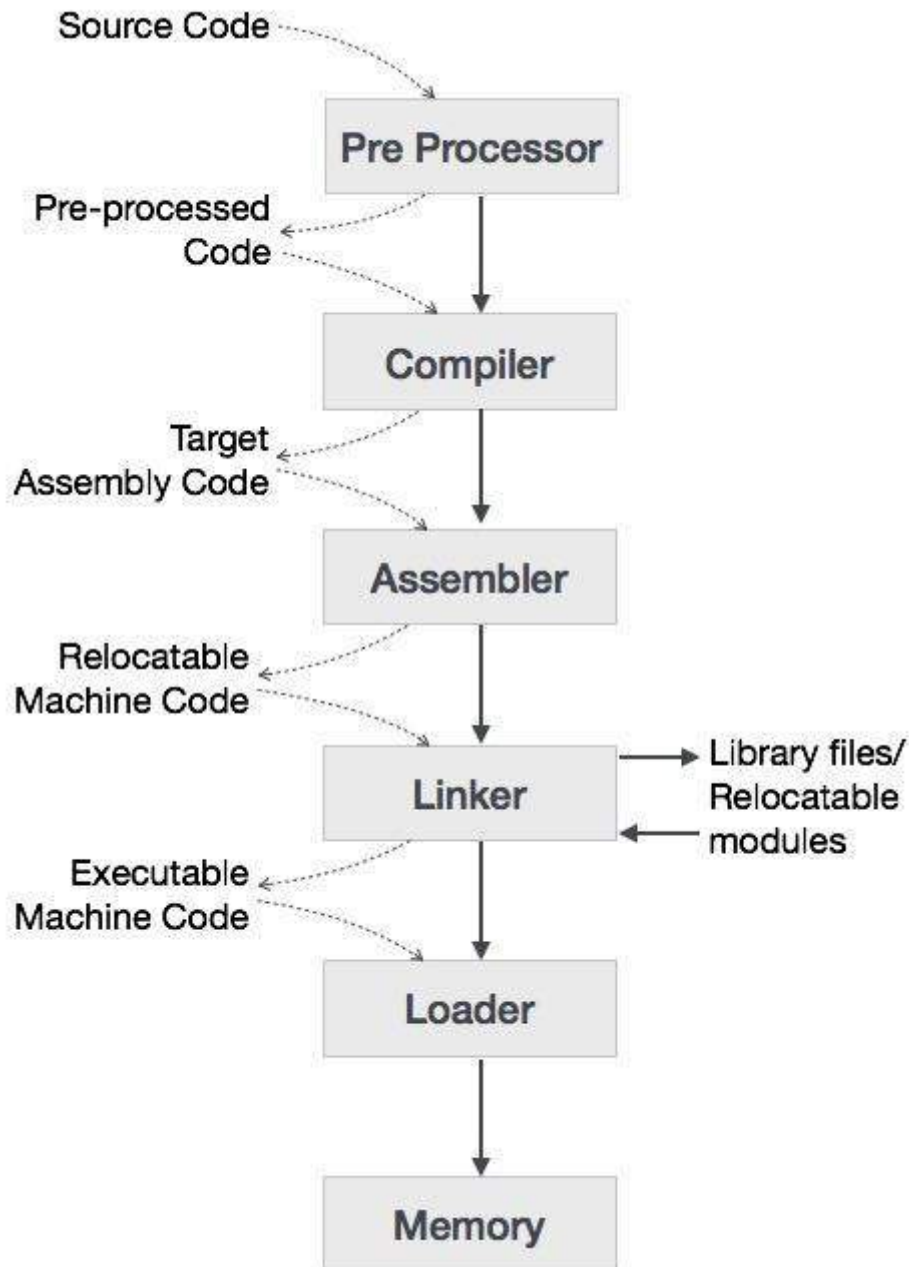 Source Code
Pre Processor
Pre-processed
Code
Compiler
Target
Assembly Code
Assembler
Relocatable
Machine Code
Linker
Library files/
Relocatable
modules
Executable
Machine Code
Loader
Memory